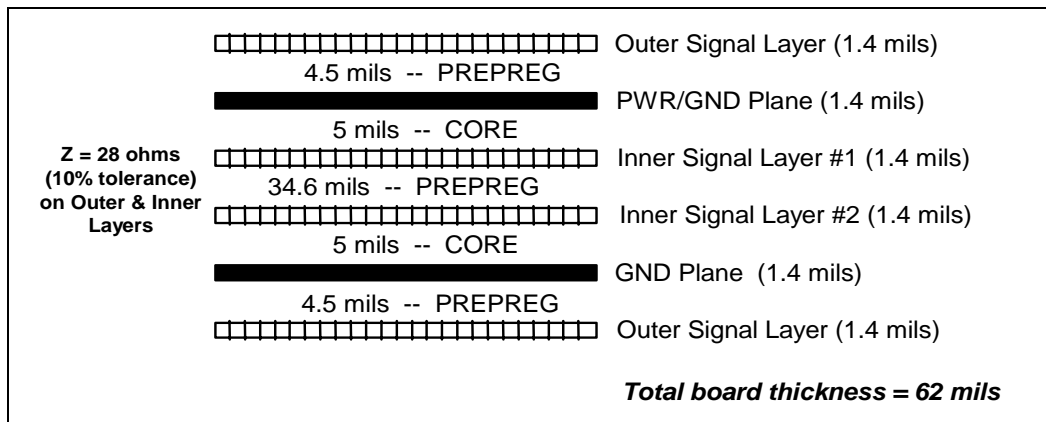 Outer Signal Layer (1.4 mils)
4.5 mils -- PREPREG
PWR/GND Plane (1.4 mils)
5 mils -- CORE
Z = 28 ohms
(10% tolerance)
on Outer & Inner
Layers
Inner Signal Layer #1 (1.4 mils)
34.6 mils -- PREPREG
Inner Signal Layer #2 (1.4 mils)
5 mils -- CORE
GND Plane (1.4 mils)
4.5 mils -- PREPREG
Outer Signal Layer (1.4 mils)
Total board thickness = 62 mils